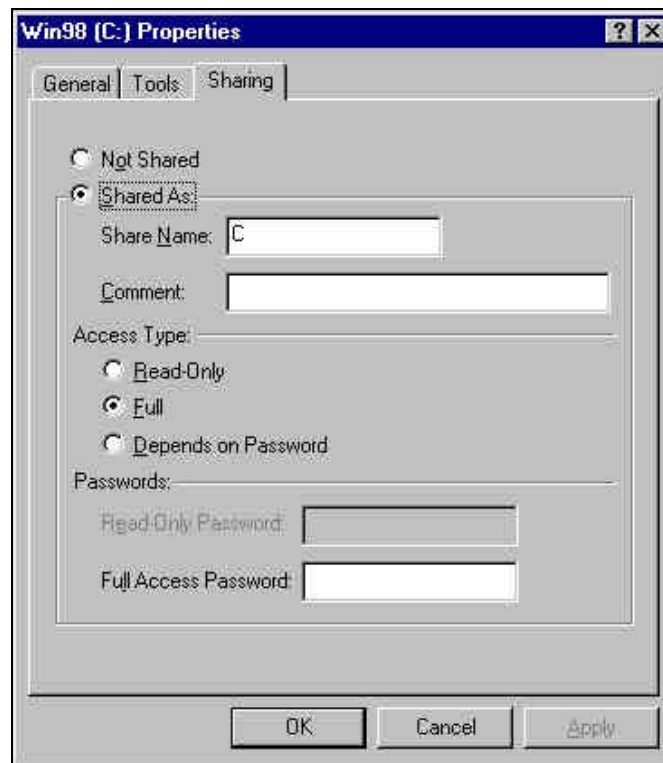 Win98 (C:) Properties
General Tools Sharing
Not Shared
Shared As:
Share Name: C
Comment:
Access Type:
Read-Only
Full
Depends on Password
Passwords:
Read-Only Password:
Full Access Password:
OK Cancel Apply